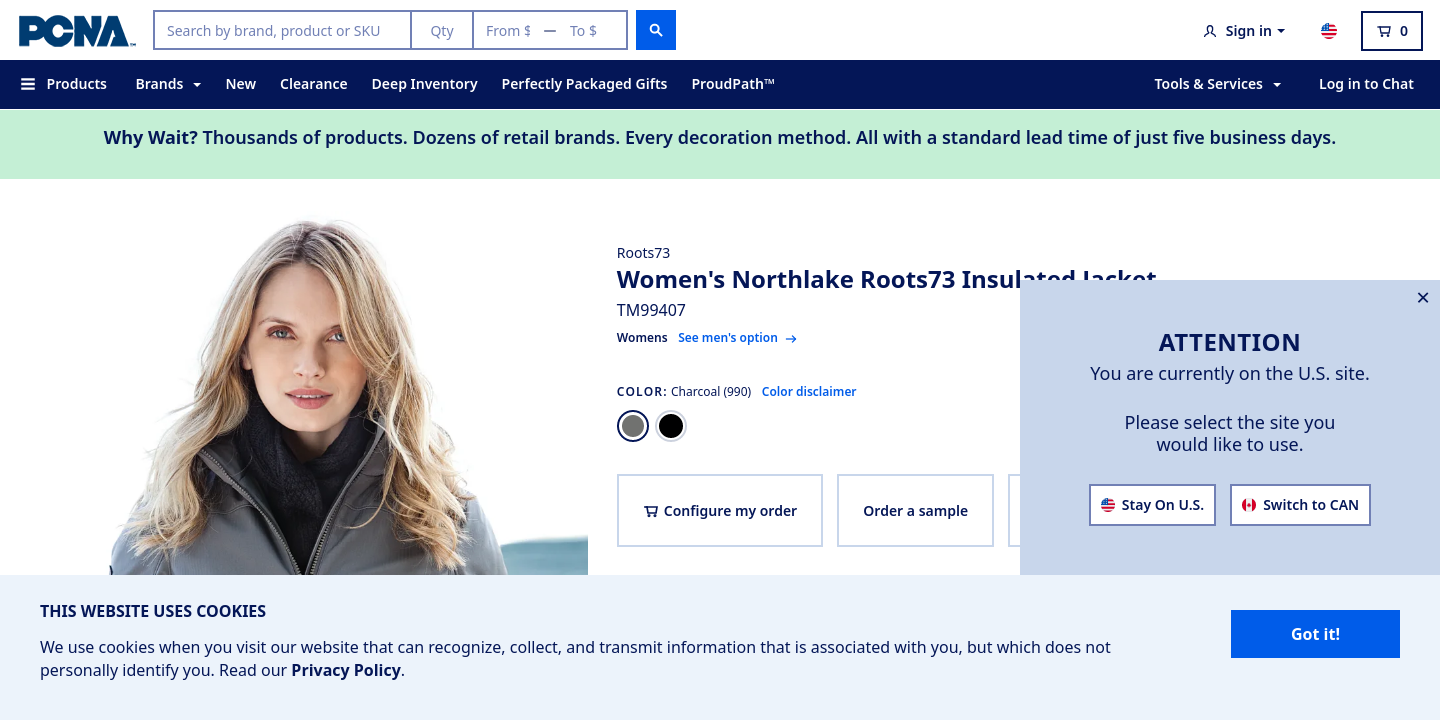 PCNA™
Search by brand, product or SKU
Qty
From $ — To $
Sign in
0
Products
Brands
New
Clearance
Deep Inventory
Perfectly Packaged Gifts
ProudPath™
Tools & Services
Log in to Chat
Why Wait? Thousands of products. Dozens of retail brands. Every decoration method. All with a standard lead time of just five business days.
Roots73
Women's Northlake Roots73 Insulated Jacket
TM99407
Womens See men's option →
COLOR: Charcoal (990) Color disclaimer
Configure my order
Order a sample
ATTENTION
You are currently on the U.S. site.
Please select the site you
would like to use.
Stay On U.S.
Switch to CAN
THIS WEBSITE USES COOKIES
We use cookies when you visit our website that can recognize, collect, and transmit information that is associated with you, but which does not
personally identify you. Read our Privacy Policy.
Got it!